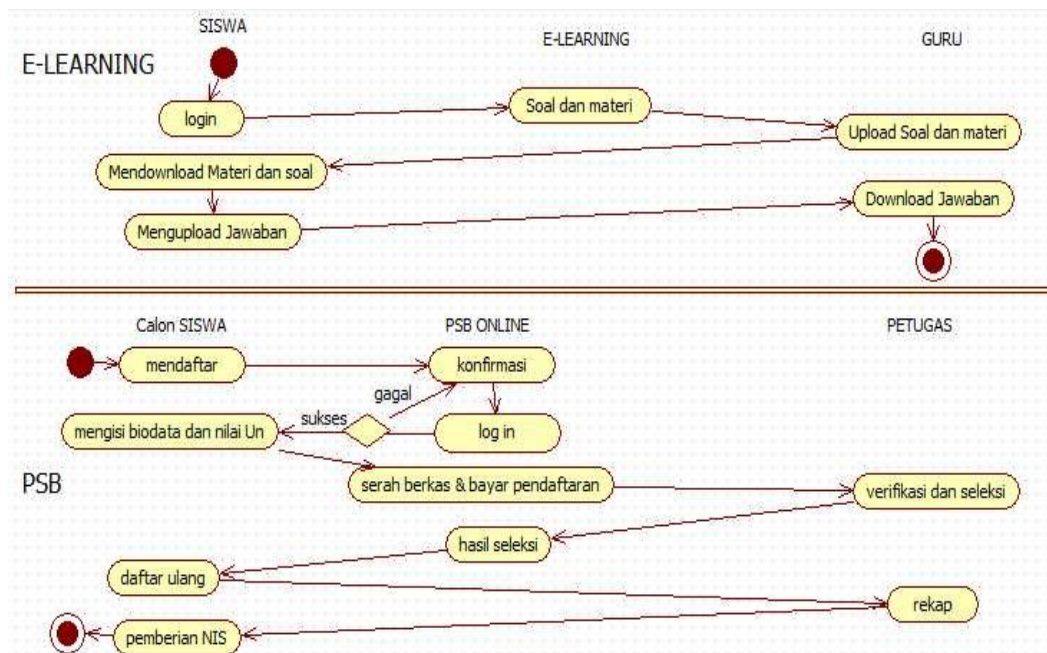 SISWA
E-LEARNING
GURU
E-LEARNING
login
Soal dan materi
Upload Soal dan materi
Mendownload Materi dan soal
Download Jawaban
Mengupload Jawaban
Calon SISWA
PSB ONLINE
PETUGAS
mendaftar
konfirmasi
gagal
sukses
mengisi biodata dan nilai Un
log in
PSB
serah berkas & bayar pendaftaran
verifikasi dan seleksi
hasil seleksi
daftar ulang
rekap
pemberian NIS